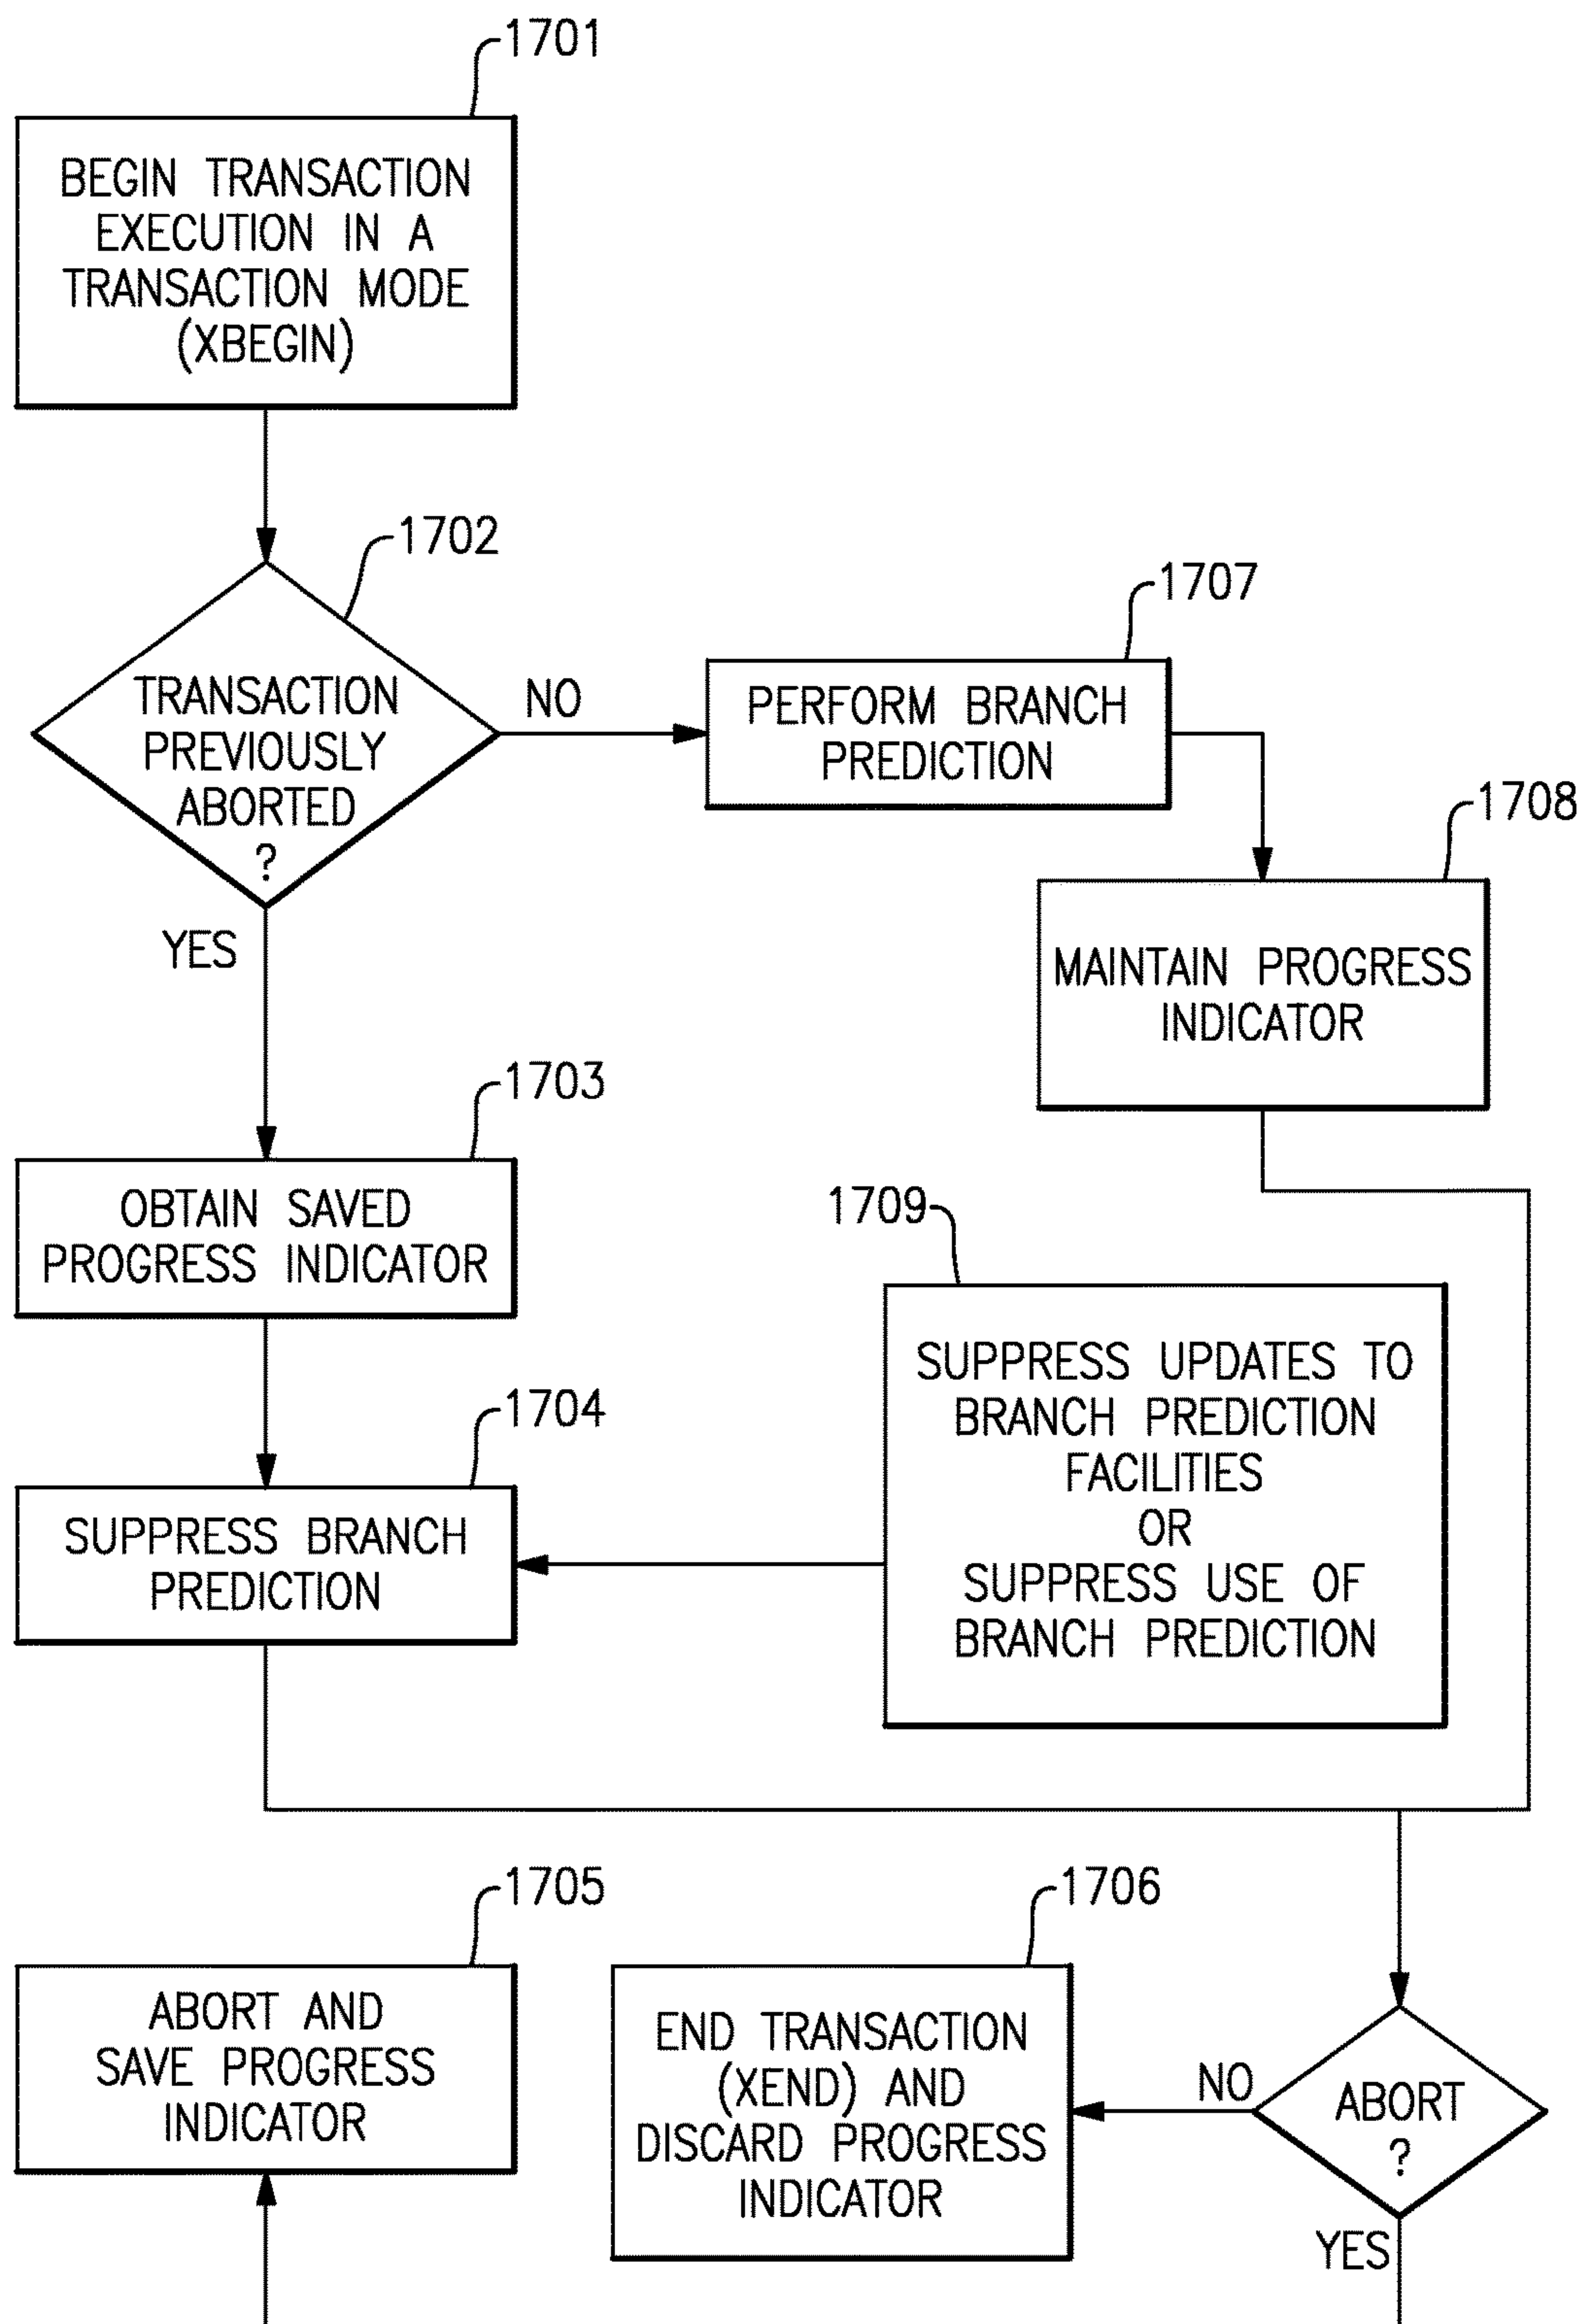 1701
BEGIN TRANSACTION
EXECUTION IN A
TRANSACTION MODE
(XBEGIN)
1702
TRANSACTION
PREVIOUSLY
ABORTED
?
NO
YES
1707
PERFORM BRANCH
PREDICTION
1708
MAINTAIN PROGRESS
INDICATOR
1703
OBTAIN SAVED
PROGRESS INDICATOR
1709
SUPPRESS UPDATES TO
BRANCH PREDICTION
FACILITIES
OR
SUPPRESS USE OF
BRANCH PREDICTION
1704
SUPPRESS BRANCH
PREDICTION
1705
ABORT AND
SAVE PROGRESS
INDICATOR
1706
END TRANSACTION
(XEND) AND
DISCARD PROGRESS
INDICATOR
NO
ABORT
?
YES